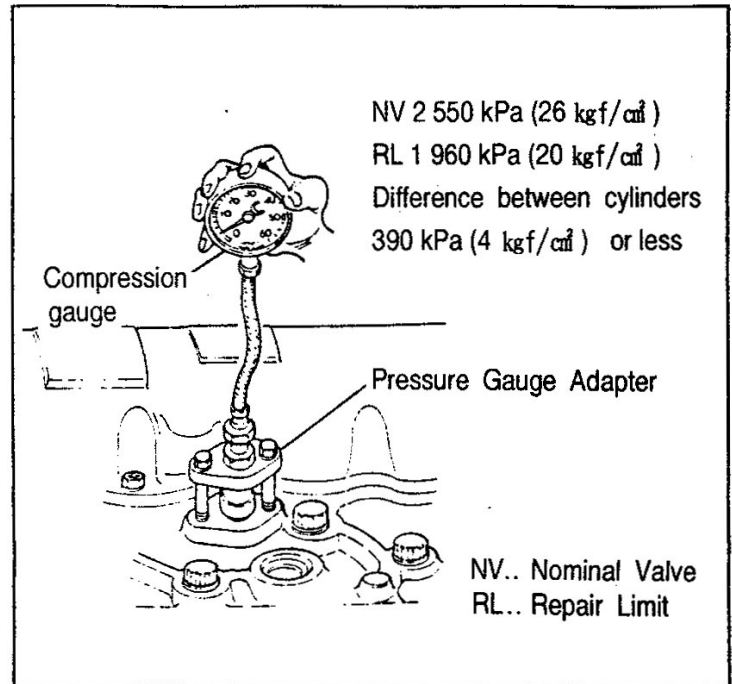 NV 2 550 kPa (26 kgf/㎠)
RL 1 960 kPa (20 kgf/㎠)
Difference between cylinders
390 kPa (4 kgf/㎠) or less
Compression
gauge
Pressure Gauge Adapter
NV.. Nominal Valve
RL.. Repair Limit